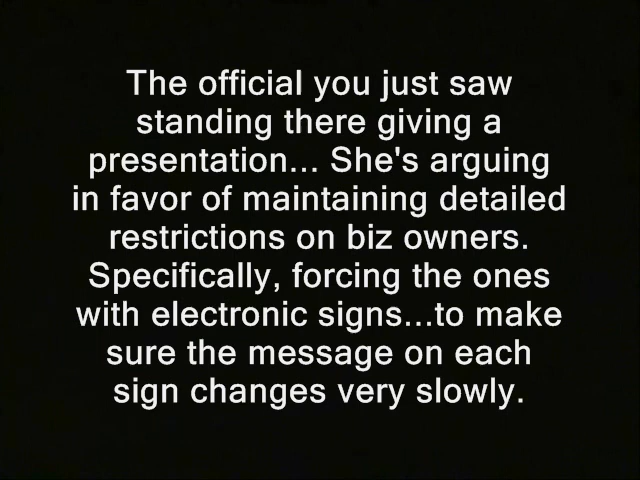 The official you just saw
standing there giving a
presentation... She's arguing
in favor of maintaining detailed
restrictions on biz owners.
Specifically, forcing the ones
with electronic signs...to make
sure the message on each
sign changes very slowly.